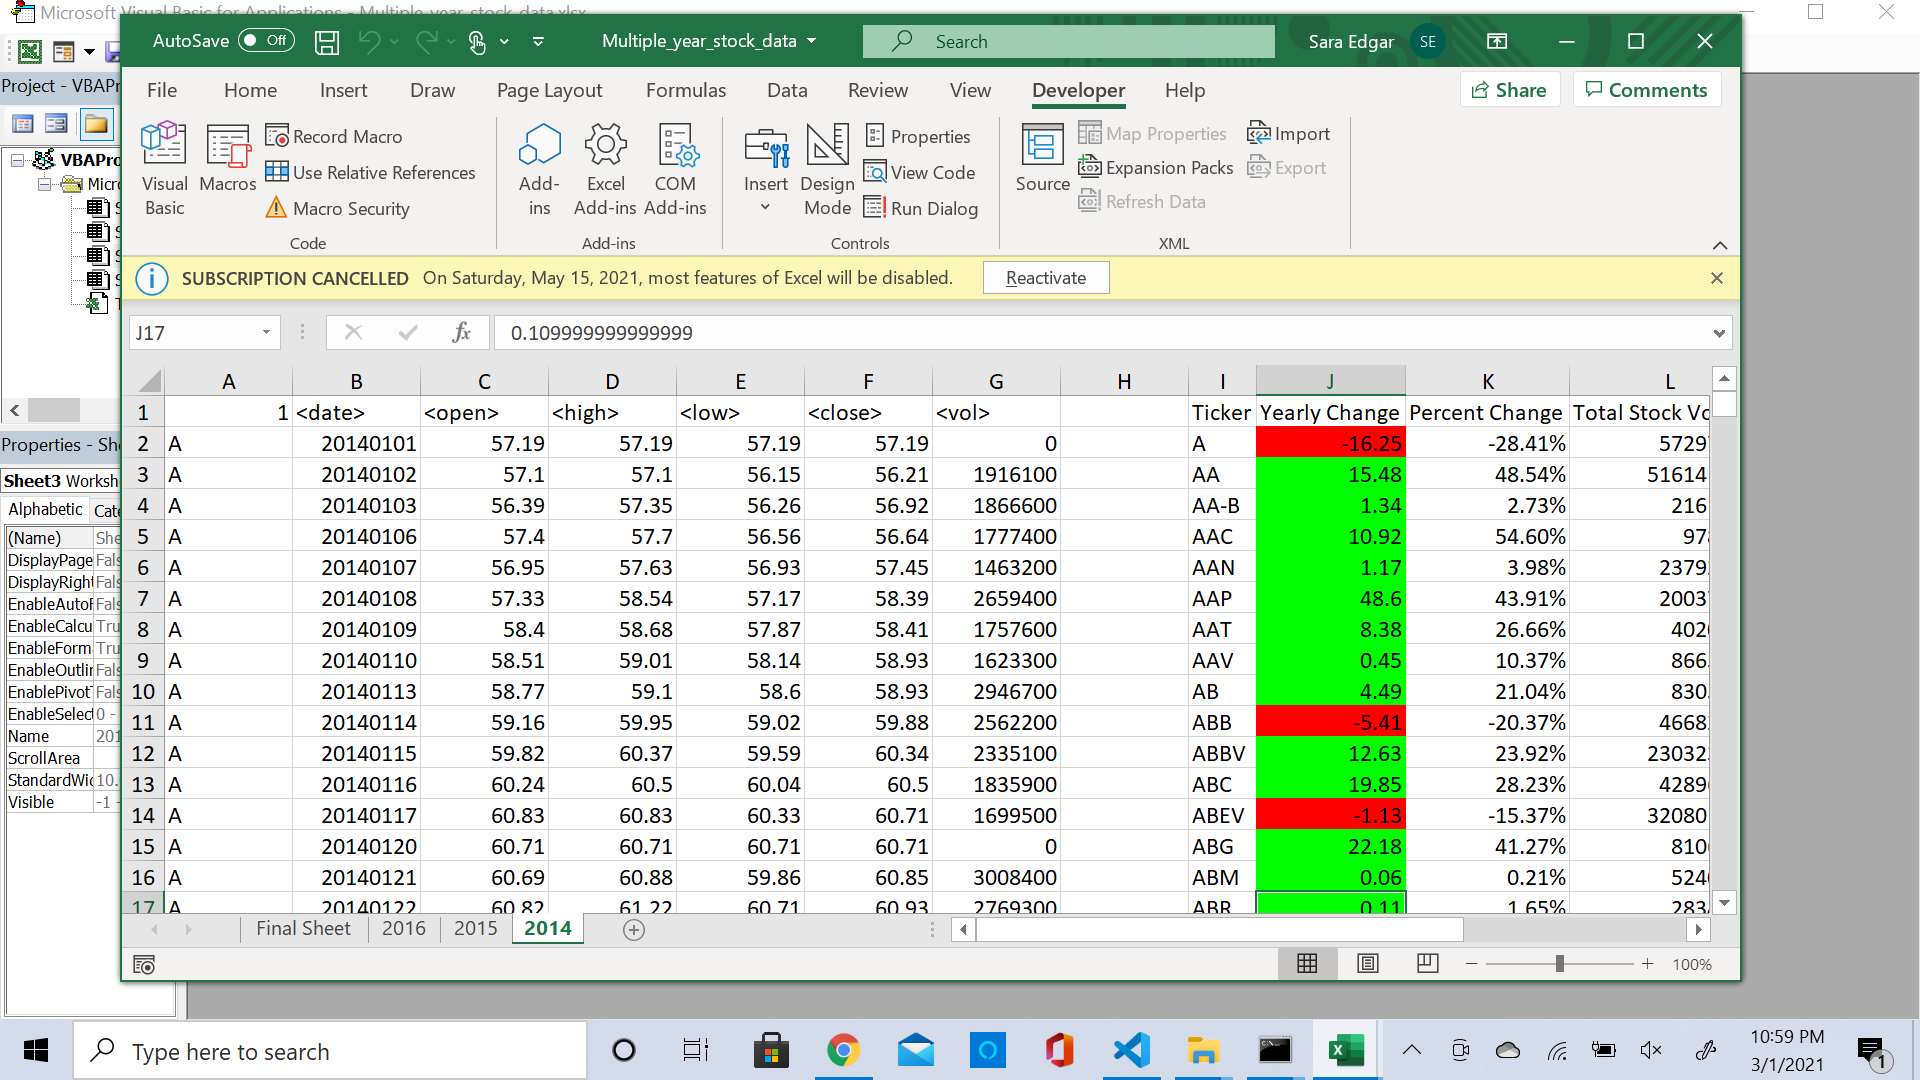 Microsoft Visual Basic for Applications - Multiple_year_stock_data.xlsx
AutoSave Off Multiple_year_stock_data Search Sara Edgar SE
File Home Insert Draw Page Layout Formulas Data Review View Developer Help Share Comments
Visual Basic
Macros
Record Macro
Use Relative References
Macro Security
Code
Add-ins
Excel Add-ins
COM Add-ins
Add-ins
Insert
Design Mode
Properties
View Code
Run Dialog
Controls
Source
Map Properties
Expansion Packs
Refresh Data
Import
Export
XML
SUBSCRIPTION CANCELLED On Saturday, May 15, 2021, most features of Excel will be disabled. Reactivate
J17 fx 0.109999999999999
A B C D E F G H I J K L
1 1 <date> <open> <high> <low> <close> <vol> Ticker Yearly Change Percent Change Total Stock Vo
2 A 20140101 57.19 57.19 57.19 57.19 0 A -16.25 -28.41% 5729
3 A 20140102 57.1 57.1 56.15 56.21 1916100 AA 15.48 48.54% 51614
4 A 20140103 56.39 57.35 56.26 56.92 1866600 AA-B 1.34 2.73% 216
5 A 20140106 57.4 57.7 56.56 56.64 1777400 AAC 10.92 54.60% 97
6 A 20140107 56.95 57.63 56.93 57.45 1463200 AAN 1.17 3.98% 2379
7 A 20140108 57.33 58.54 57.17 58.39 2659400 AAP 48.6 43.91% 2003
8 A 20140109 58.4 58.68 57.87 58.41 1757600 AAT 8.38 26.66% 402
9 A 20140110 58.51 59.01 58.14 58.93 1623300 AAV 0.45 10.37% 866
10 A 20140113 58.77 59.1 58.6 58.93 2946700 AB 4.49 21.04% 830
11 A 20140114 59.16 59.95 59.02 59.88 2562200 ABB -5.41 -20.37% 4668
12 A 20140115 59.82 60.37 59.59 60.34 2335100 ABBV 12.63 23.92% 23032
13 A 20140116 60.24 60.5 60.04 60.5 1835900 ABC 19.85 28.23% 4289
14 A 20140117 60.83 60.83 60.33 60.71 1699500 ABEV -1.13 -15.37% 32080
15 A 20140120 60.71 60.71 60.71 60.71 0 ABG 22.18 41.27% 810
16 A 20140121 60.69 60.88 59.86 60.85 3008400 ABM 0.06 0.21% 524
17 A 20140122 60.82 61.22 60.71 60.93 2769300 ABR 0.11 1.65% 283
Final Sheet 2016 2015 2014
100%
Project - VBAPr
VBAPro
Micro
Properties - She
Sheet3 Worksh
Alphabetic Cate
(Name) She
DisplayPage Fals
DisplayRight Fals
EnableAutoF Fals
EnableCalcu Tru
EnableForm Tru
EnableOutlin Fals
EnablePivotT Fals
EnableSelect 0 -
Name 201
ScrollArea
StandardWid 10.
Visible -1 -
Type here to search
10:59 PM
3/1/2021
1